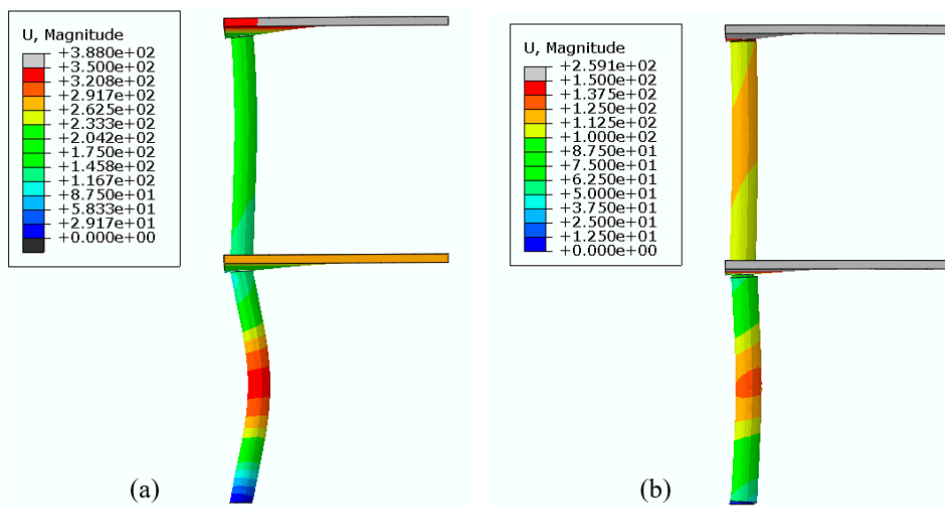 U, Magnitude
+3.880e+02
+3.500e+02
+3.208e+02
+2.917e+02
+2.625e+02
+2.333e+02
+2.042e+02
+1.750e+02
+1.458e+02
+1.167e+02
+8.750e+01
+5.833e+01
+2.917e+01
+0.000e+00
(a)
U, Magnitude
+2.591e+02
+1.500e+02
+1.375e+02
+1.250e+02
+1.125e+02
+1.000e+02
+8.750e+01
+7.500e+01
+6.250e+01
+5.000e+01
+3.750e+01
+2.500e+01
+1.250e+01
+0.000e+00
(b)